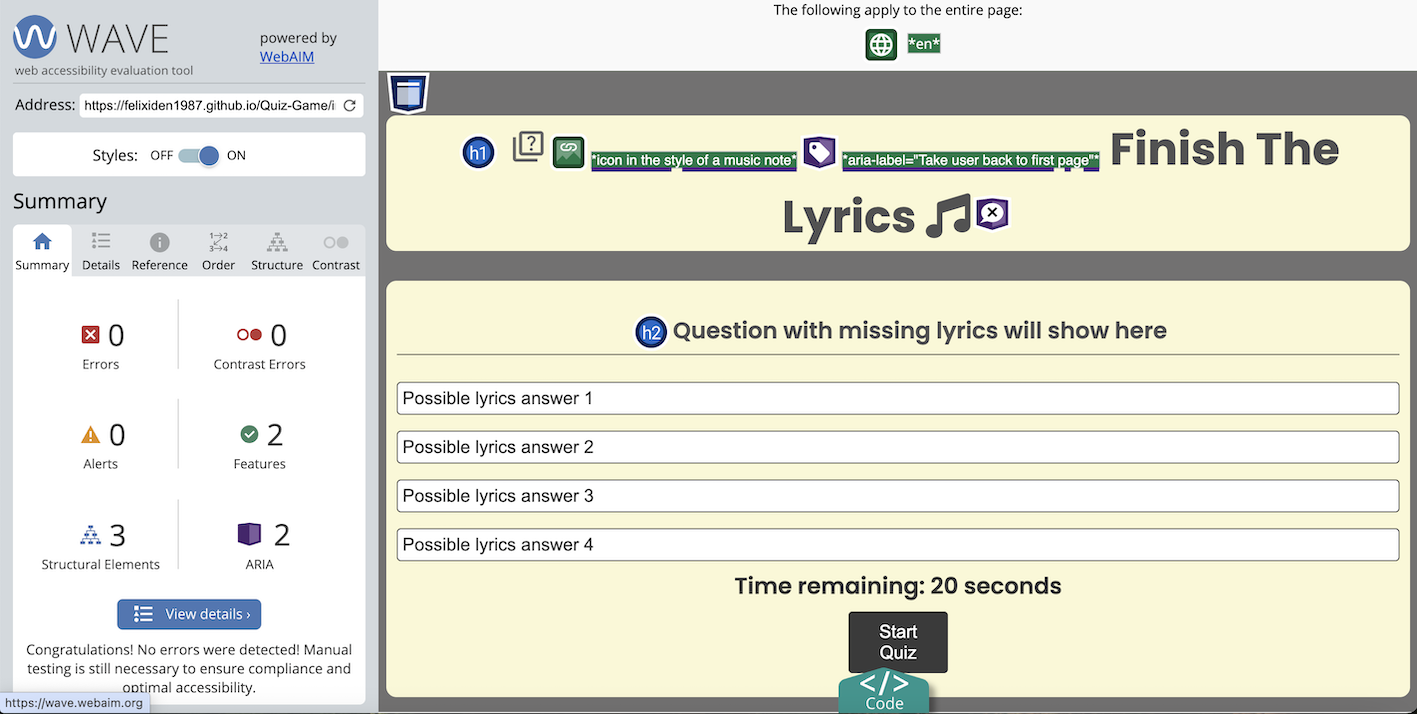 WAVE
powered by
WebAIM
web accessibility evaluation tool
Address: https://felixiden1987.github.io/Quiz-Game/i
Styles: OFF ON
Summary
Summary Details Reference Order Structure Contrast
1 2
3 4
0 Errors
0 Contrast Errors
0 Alerts
2 Features
3 Structural Elements
2 ARIA
View details ›
Congratulations! No errors were detected! Manual
testing is still necessary to ensure compliance and
optimal accessibility.
https://wave.webaim.org
The following apply to the entire page:
*en*
h1 ? *icon in the style of a music note* *aria-label="Take user back to first page"* Finish The
Lyrics
h2 Question with missing lyrics will show here
Possible lyrics answer 1
Possible lyrics answer 2
Possible lyrics answer 3
Possible lyrics answer 4
Time remaining: 20 seconds
Start
Quiz
</>
Code